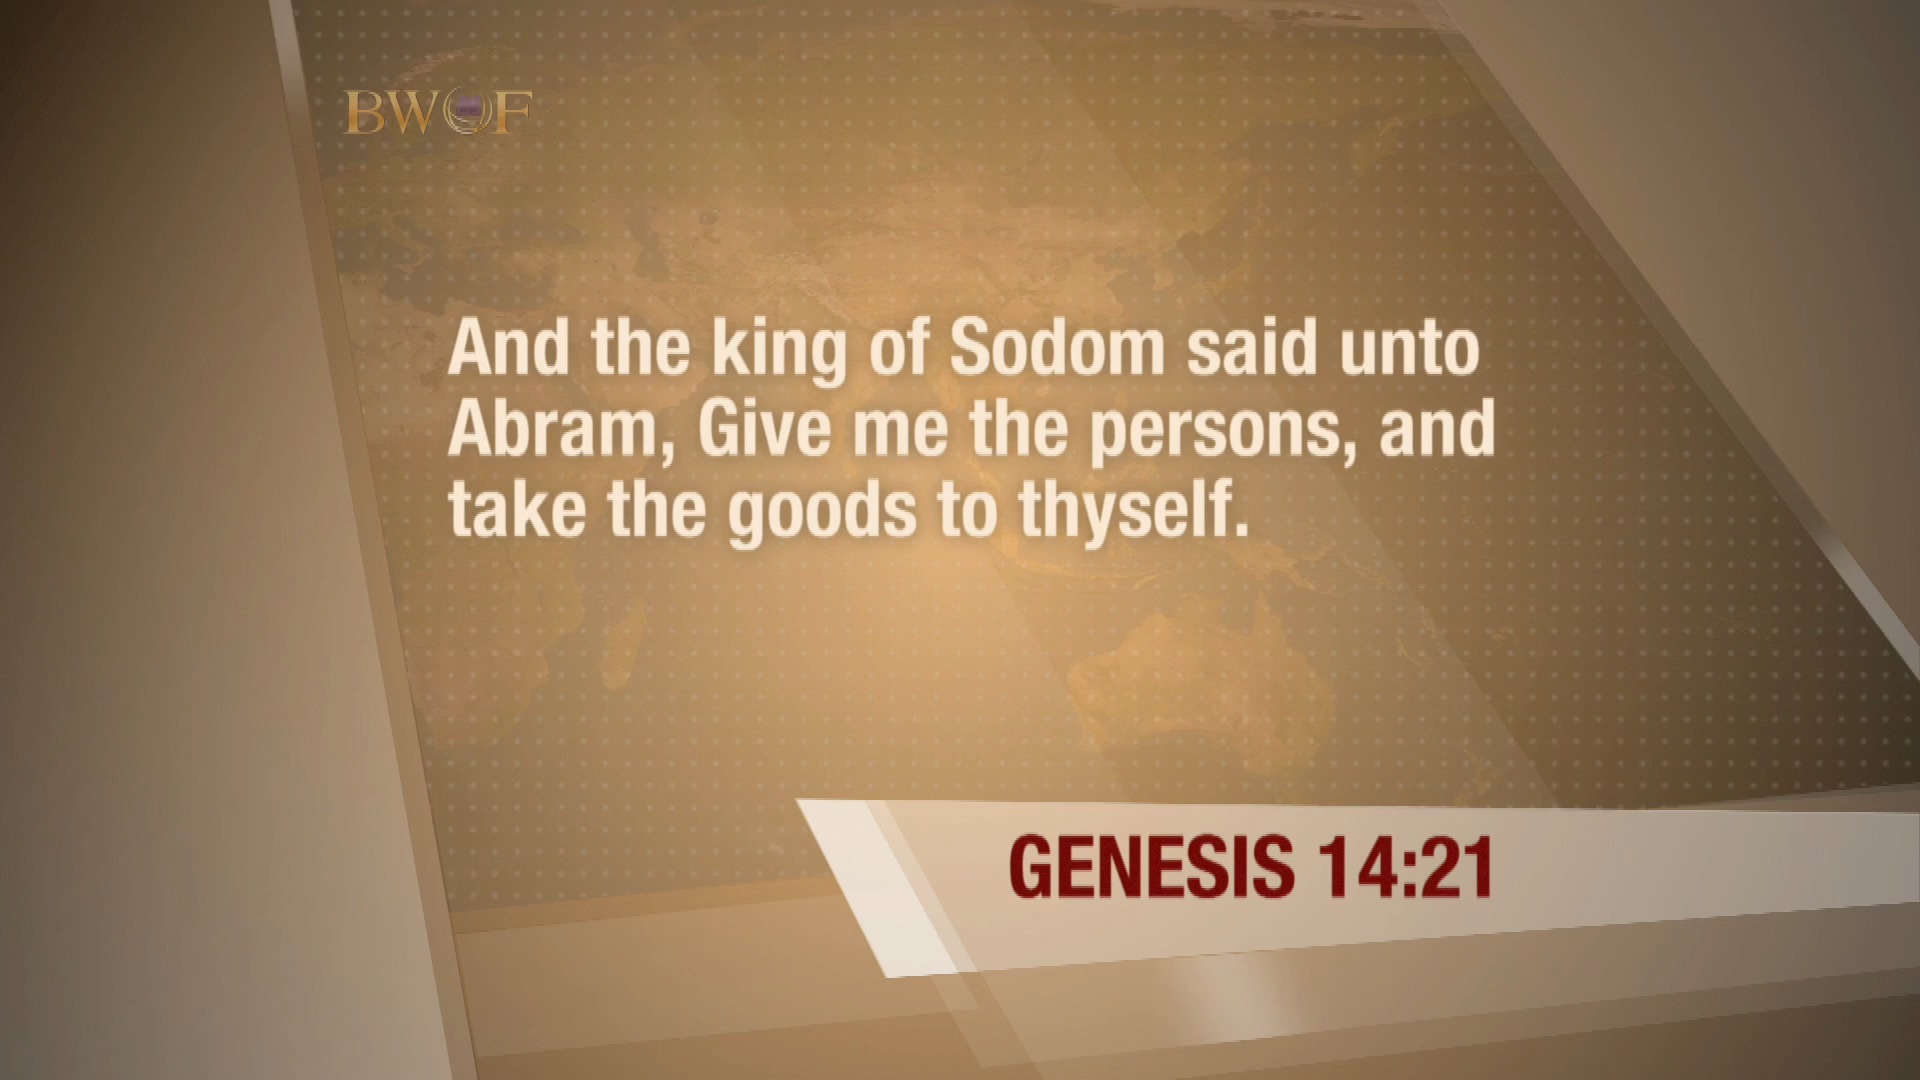 BWOF
And the king of Sodom said unto
Abram, Give me the persons, and
take the goods to thyself.
GENESIS 14:21